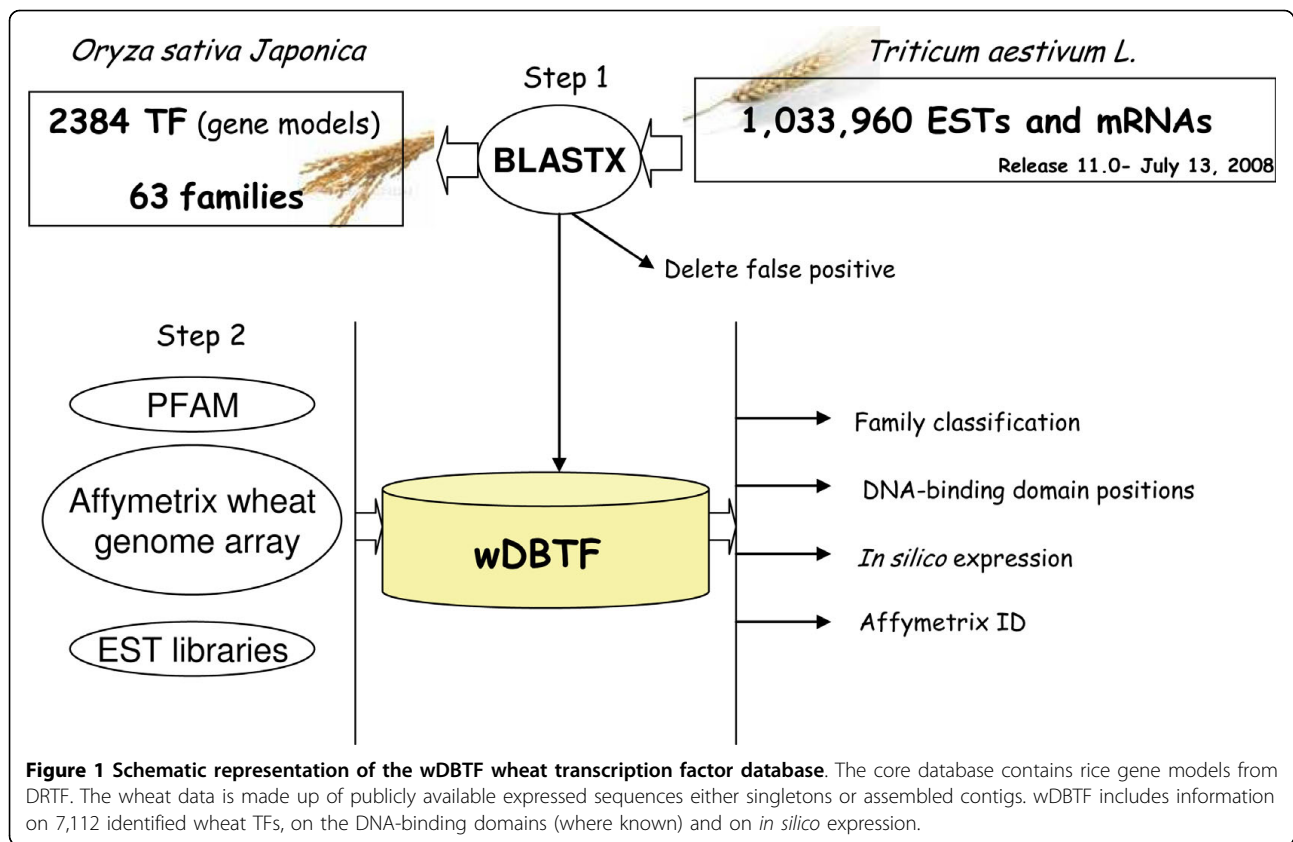 Oryza sativa Japonica
Triticum aestivum L.
Step 1
2384 TF (gene models)
63 families
BLASTX
1,033,960 ESTs and mRNAs
Release 11.0- July 13, 2008
Delete false positive
Step 2
PFAM
Affymetrix wheat
genome array
EST libraries
wDBTF
Family classification
DNA-binding domain positions
In silico expression
Affymetrix ID
Figure 1 Schematic representation of the wDBTF wheat transcription factor database. The core database contains rice gene models from
DRTF. The wheat data is made up of publicly available expressed sequences either singletons or assembled contigs. wDBTF includes information
on 7,112 identified wheat TFs, on the DNA-binding domains (where known) and on in silico expression.